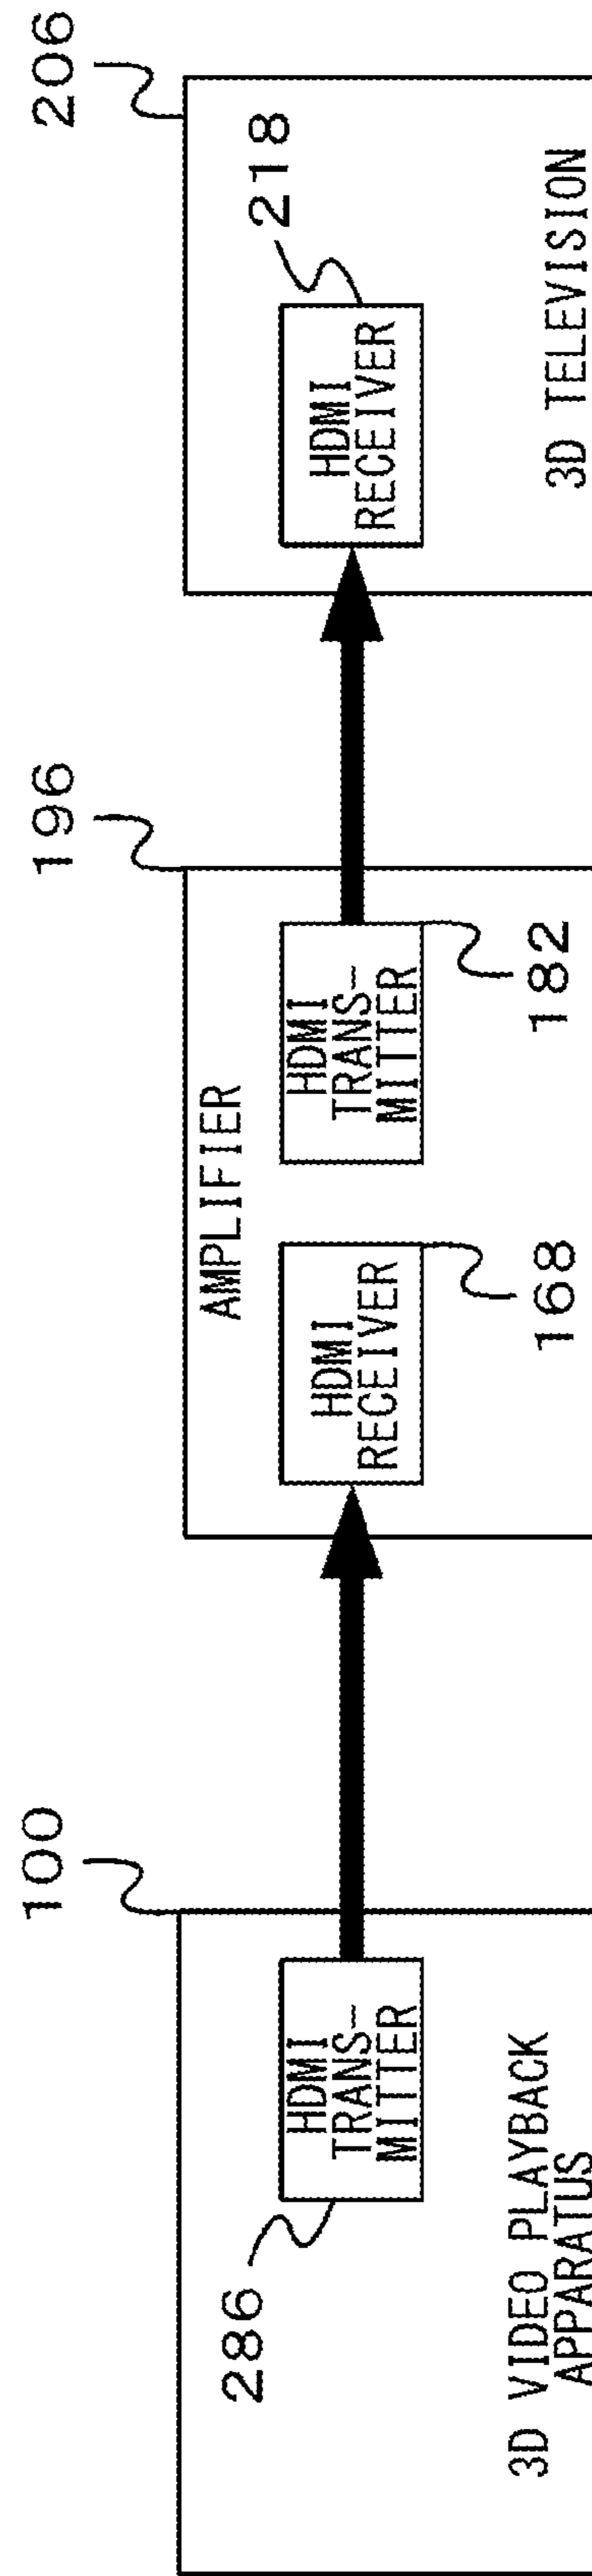 100
286
HDMI
TRANS-
MITTER
3D VIDEO PLAYBACK
APPARATUS
196
AMPLIFIER
HDMI
RECEIVER
168
HDMI
TRANS-
MITTER
182
206
218
HDMI
RECEIVER
3D TELEVISION